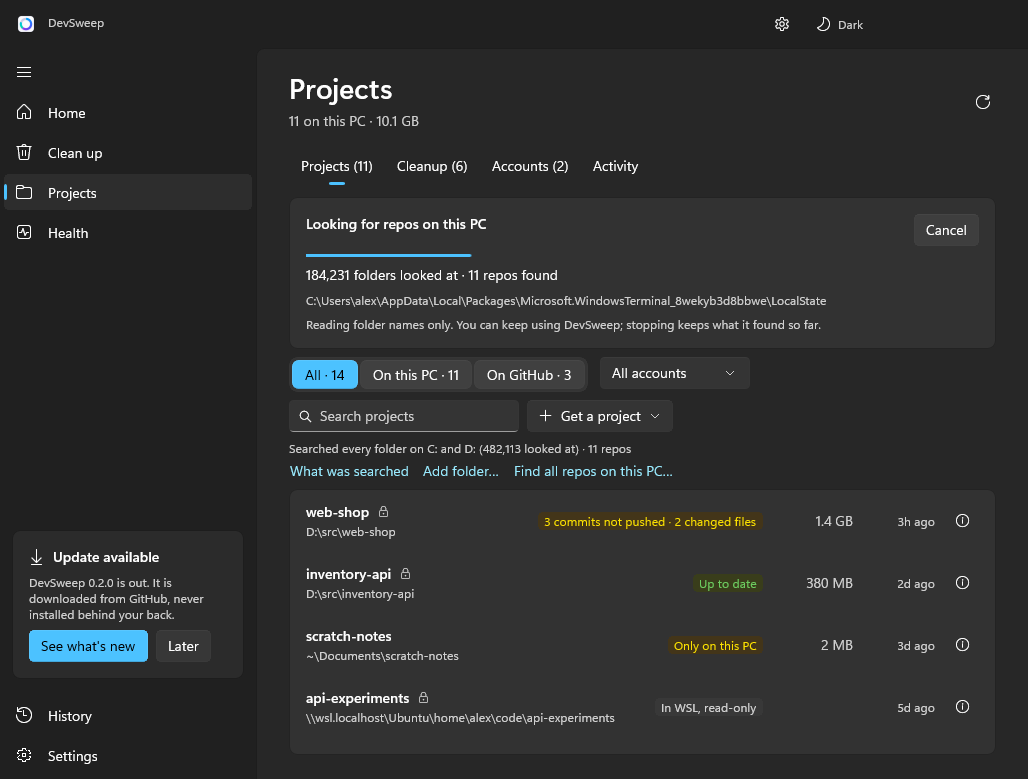 DevSweep
Dark
Home
Clean up
Projects
Health
Projects
11 on this PC · 10.1 GB
Projects (11) Cleanup (6) Accounts (2) Activity
Looking for repos on this PC
Cancel
184,231 folders looked at · 11 repos found
C:\Users\alex\AppData\Local\Packages\Microsoft.WindowsTerminal_8wekyb3d8bbwe\LocalState
Reading folder names only. You can keep using DevSweep; stopping keeps what it found so far.
All · 14 On this PC · 11 On GitHub · 3 All accounts
Search projects Get a project
Searched every folder on C: and D: (482,113 looked at) · 11 repos
What was searched Add folder... Find all repos on this PC...
web-shop
D:\src\web-shop
3 commits not pushed · 2 changed files 1.4 GB 3h ago
inventory-api
D:\src\inventory-api
Up to date 380 MB 2d ago
scratch-notes
~\Documents\scratch-notes
Only on this PC 2 MB 3d ago
api-experiments
\\wsl.localhost\Ubuntu\home\alex\code\api-experiments
In WSL, read-only 5d ago
Update available
DevSweep 0.2.0 is out. It is
downloaded from GitHub, never
installed behind your back.
See what's new Later
History
Settings